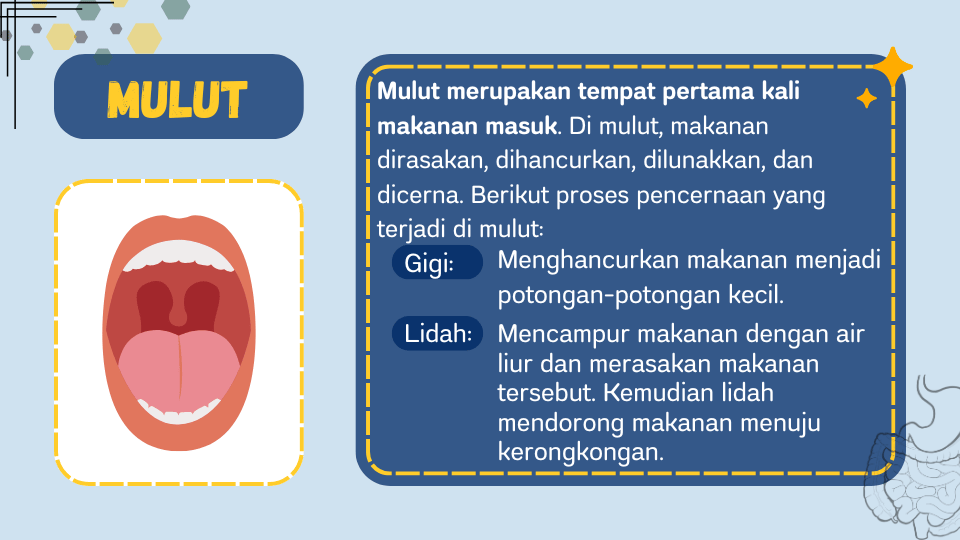 MULUT
Mulut merupakan tempat pertama kali
makanan masuk. Di mulut, makanan
dirasakan, dihancurkan, dilunakkan, dan
dicerna. Berikut proses pencernaan yang
terjadi di mulut:
Gigi:
Menghancurkan makanan menjadi
potongan-potongan kecil.
Lidah:
Mencampur makanan dengan air
liur dan merasakan makanan
tersebut. Kemudian lidah
mendorong makanan menuju
kerongkongan.